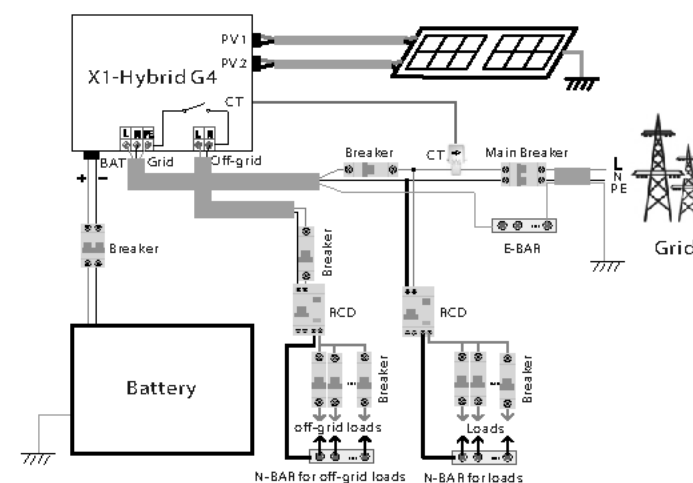 PV1
PV2
X1-Hybrid G4
CT
L N PE
L N
BAT
Grid
Off-grid
+ −
Breaker
CT
Main Breaker
L
N
PE
Grid
E-BAR
Breaker
Breaker
RCD
RCD
Battery
Breaker
Breaker
off-grid loads
Loads
N-BAR for off-grid loads
N-BAR for loads